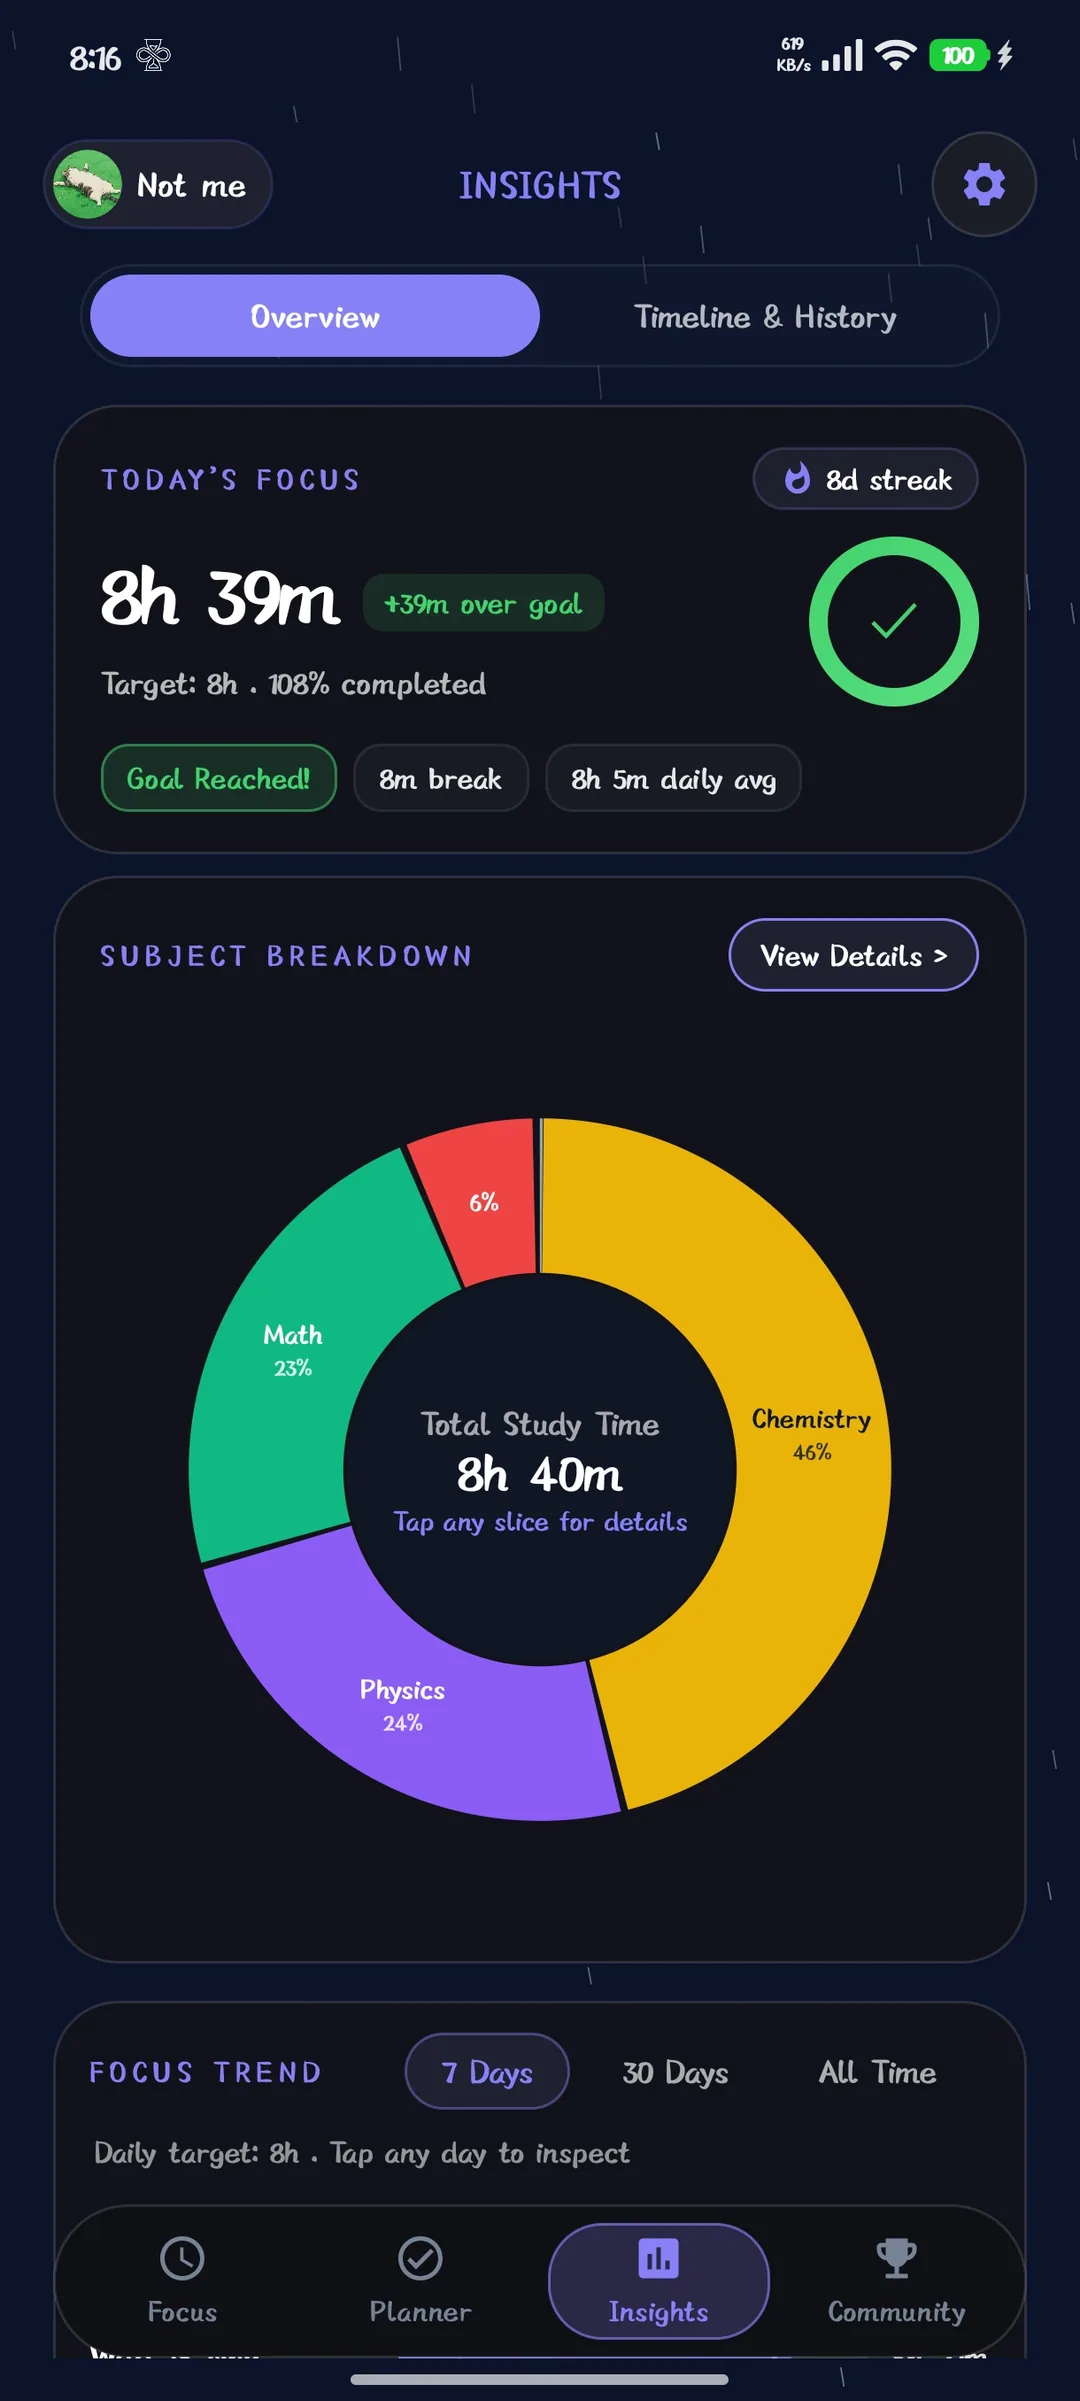 8:16
619
KB/s
100
Not me
INSIGHTS
Overview
Timeline & History
TODAY'S FOCUS
8d streak
8h 39m
+39m over goal
Target: 8h . 108% completed
Goal Reached!
8m break
8h 5m daily avg
SUBJECT BREAKDOWN
View Details >
6%
Math
23%
Chemistry
46%
Total Study Time
8h 40m
Tap any slice for details
Physics
24%
FOCUS TREND
7 Days
30 Days
All Time
Daily target: 8h . Tap any day to inspect
Focus
Planner
Insights
Community